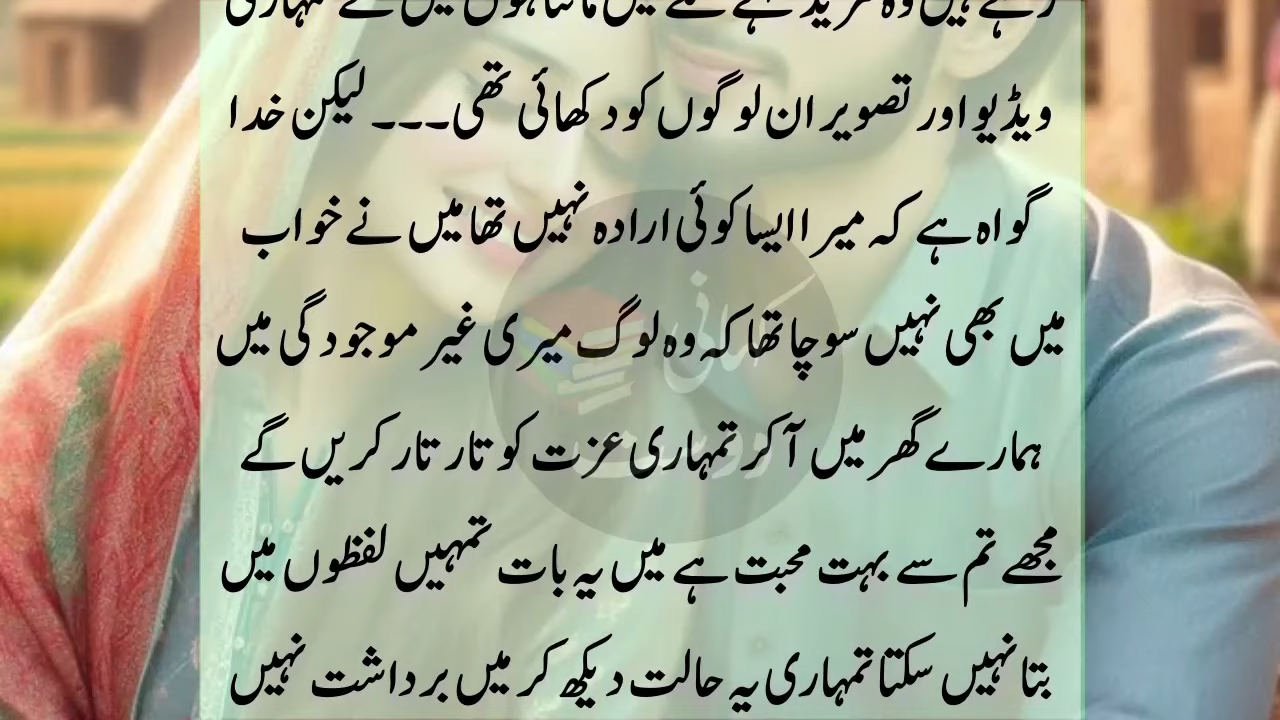 ویڈیو اور تصویر ان لوگوں کو دکھائی تھی۔۔۔ لیکن خدا
گواہ ہے کہ میرا ایسا کوئی ارادہ نہیں تھا میں نے خواب
میں بھی نہیں سوچا تھا کہ وہ لوگ میری غیر موجودگی میں
ہمارے گھر میں آ کر تمہاری عزت کو تار تار کریں گے
مجھے تم سے بہت محبت ہے میں یہ بات تمہیں لفظوں میں
بتا نہیں سکتا تمہاری یہ حالت دیکھ کر میں برداشت نہیں